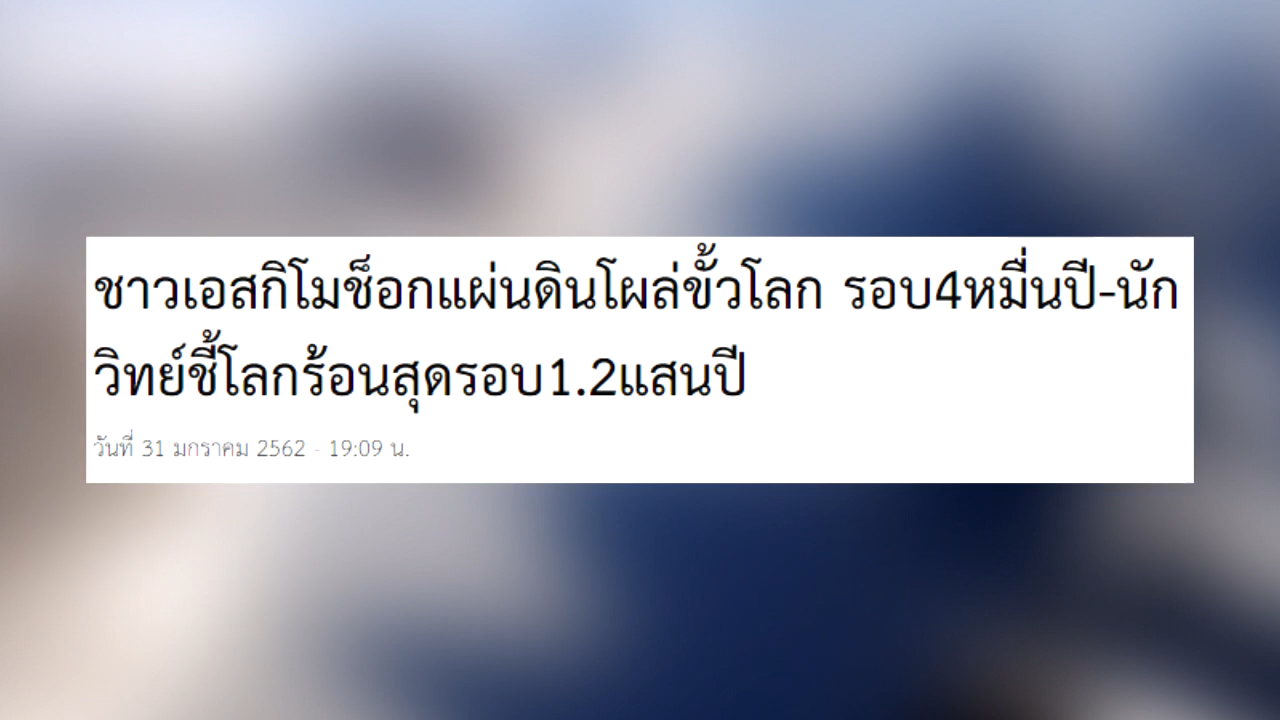 ชาวเอสกิโมช็อกแผ่นดินโผล่ขั้วโลก รอบ4หมื่นปี-นัก
วิทย์ชี้โลกร้อนสุดรอบ1.2แสนปี
วันที่ 31 มกราคม 2562 - 19:09 น.